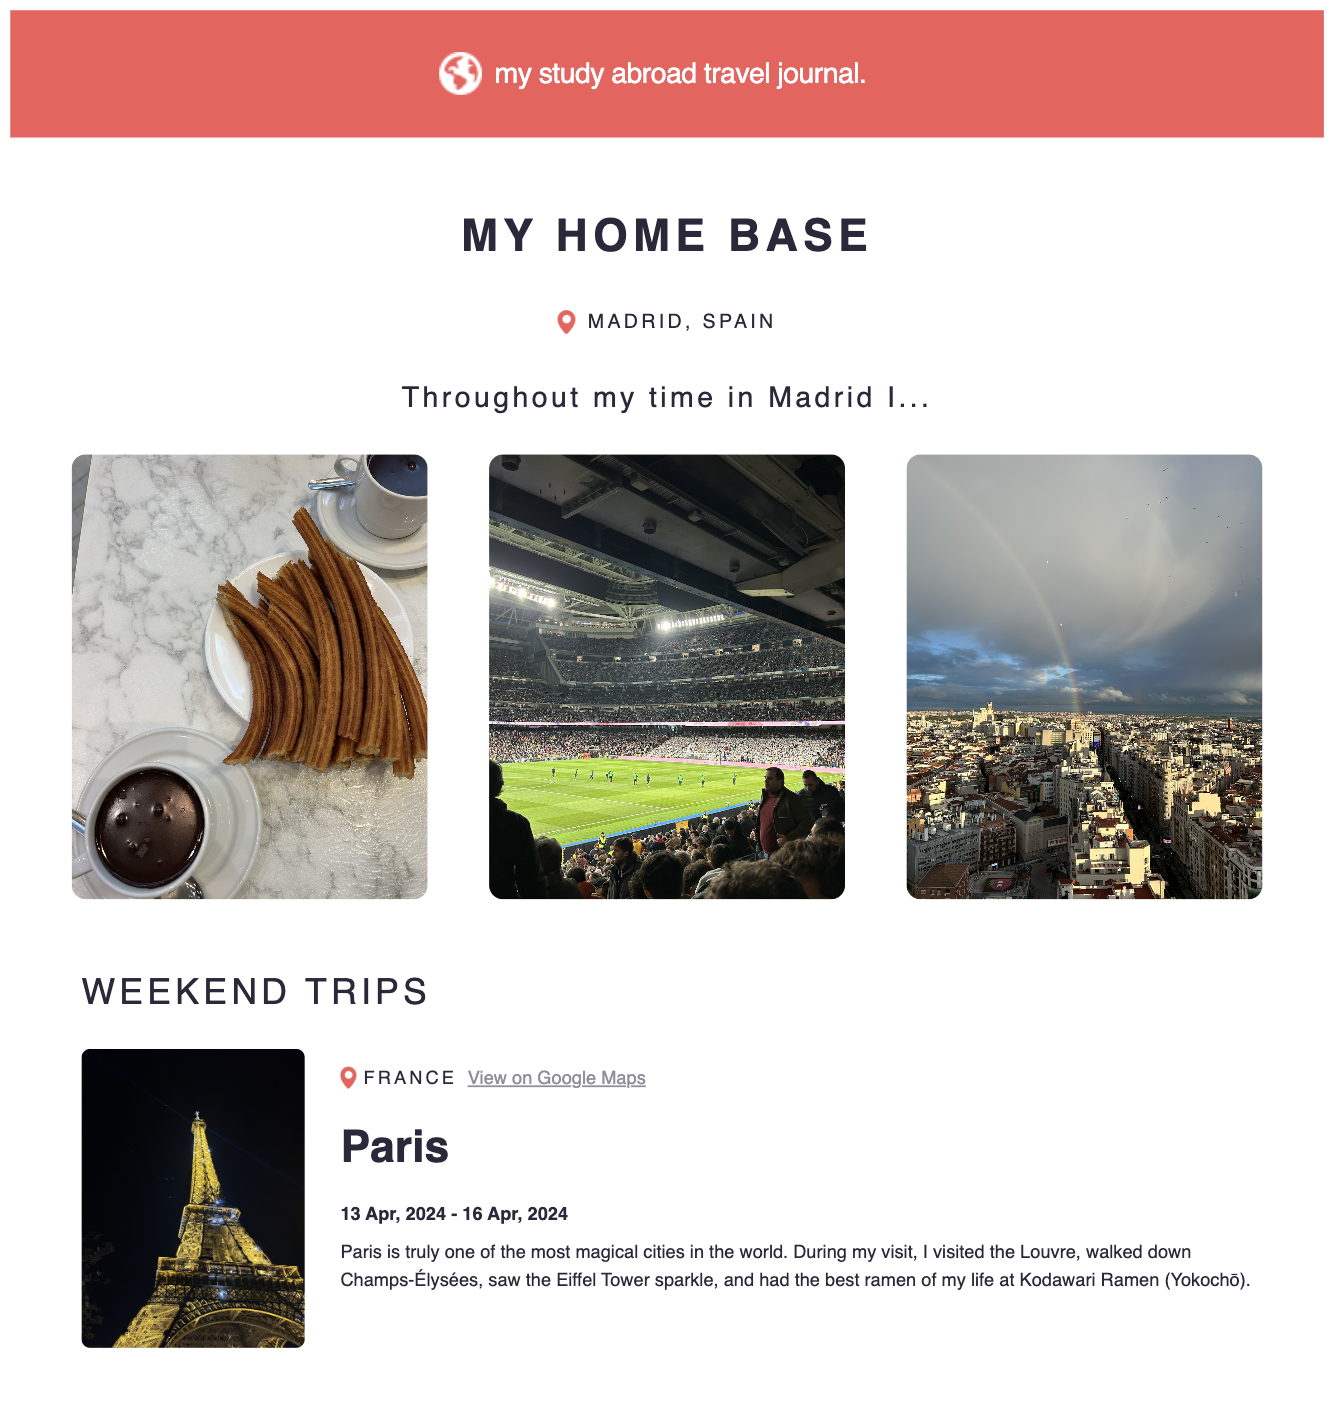 my study abroad travel journal.
MY HOME BASE
MADRID, SPAIN
Throughout my time in Madrid I...
WEEKEND TRIPS
FRANCE View on Google Maps
Paris
13 Apr, 2024 - 16 Apr, 2024
Paris is truly one of the most magical cities in the world. During my visit, I visited the Louvre, walked down
Champs-Élysées, saw the Eiffel Tower sparkle, and had the best ramen of my life at Kodawari Ramen (Yokochō).